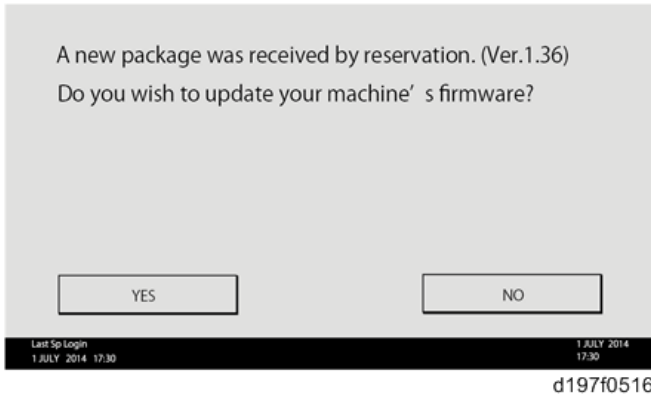 A new package was received by reservation. (Ver.1.36)
Do you wish to update your machine’ s firmware?
YES
NO
Last Sp Login
1 JULY 2014 17:30
1 JULY 2014
17:30
d197f0516